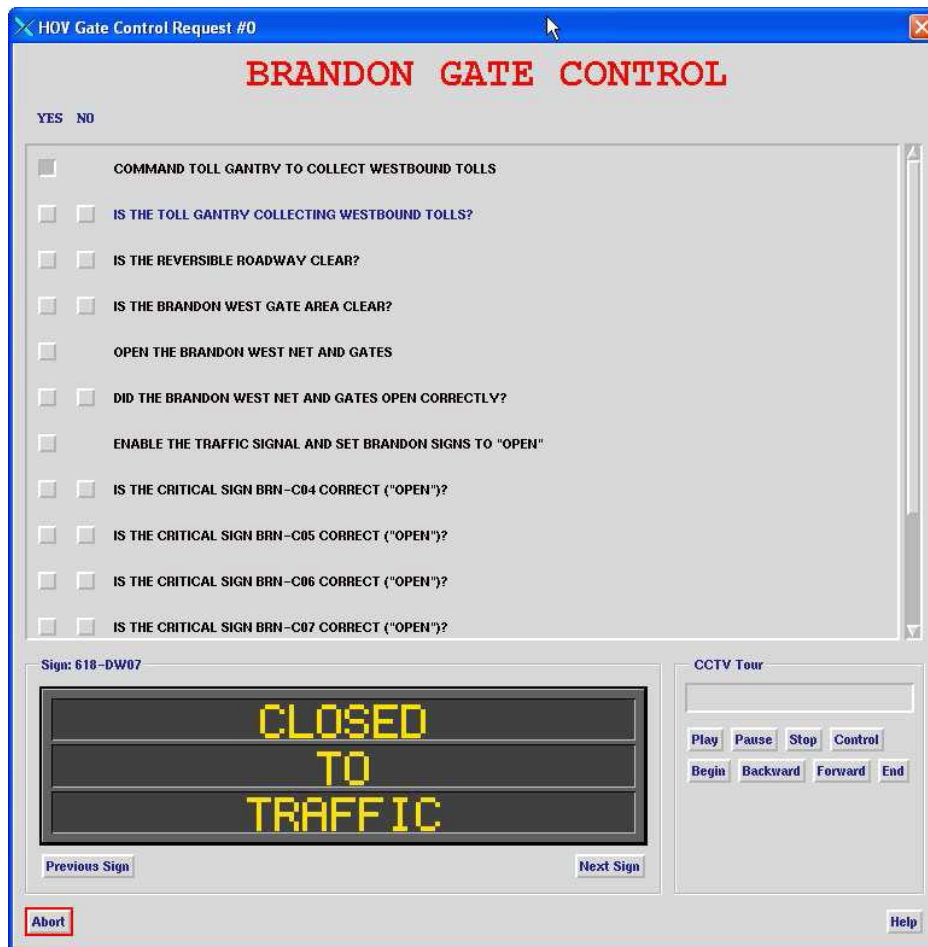 HOV Gate Control Request #0
BRANDON GATE CONTROL
YES NO
COMMAND TOLL GANTRY TO COLLECT WESTBOUND TOLLS
IS THE TOLL GANTRY COLLECTING WESTBOUND TOLLS?
IS THE REVERSIBLE ROADWAY CLEAR?
IS THE BRANDON WEST GATE AREA CLEAR?
OPEN THE BRANDON WEST NET AND GATES
DID THE BRANDON WEST NET AND GATES OPEN CORRECTLY?
ENABLE THE TRAFFIC SIGNAL AND SET BRANDON SIGNS TO "OPEN"
IS THE CRITICAL SIGN BRN-C04 CORRECT ("OPEN")?
IS THE CRITICAL SIGN BRN-C05 CORRECT ("OPEN")?
IS THE CRITICAL SIGN BRN-C06 CORRECT ("OPEN")?
IS THE CRITICAL SIGN BRN-C07 CORRECT ("OPEN")?
Sign: 618-DW07
CLOSED
TO
TRAFFIC
Previous Sign Next Sign
CCTV Tour
Play Pause Stop Control
Begin Backward Forward End
Abort Help